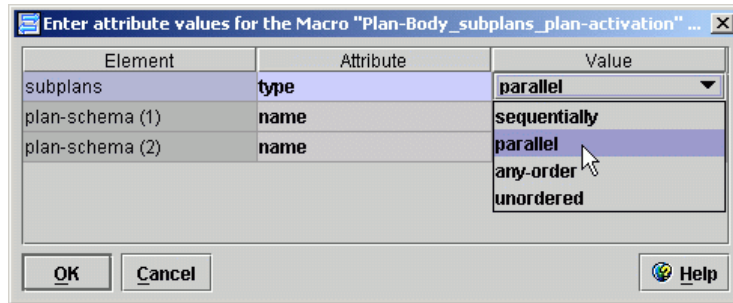 Enter attribute values for the Macro "Plan-Body_subplans_plan-activation" ...
Element Attribute Value
subplans type parallel
plan-schema (1) name sequentially
plan-schema (2) name parallel
any-order
unordered
OK Cancel Help